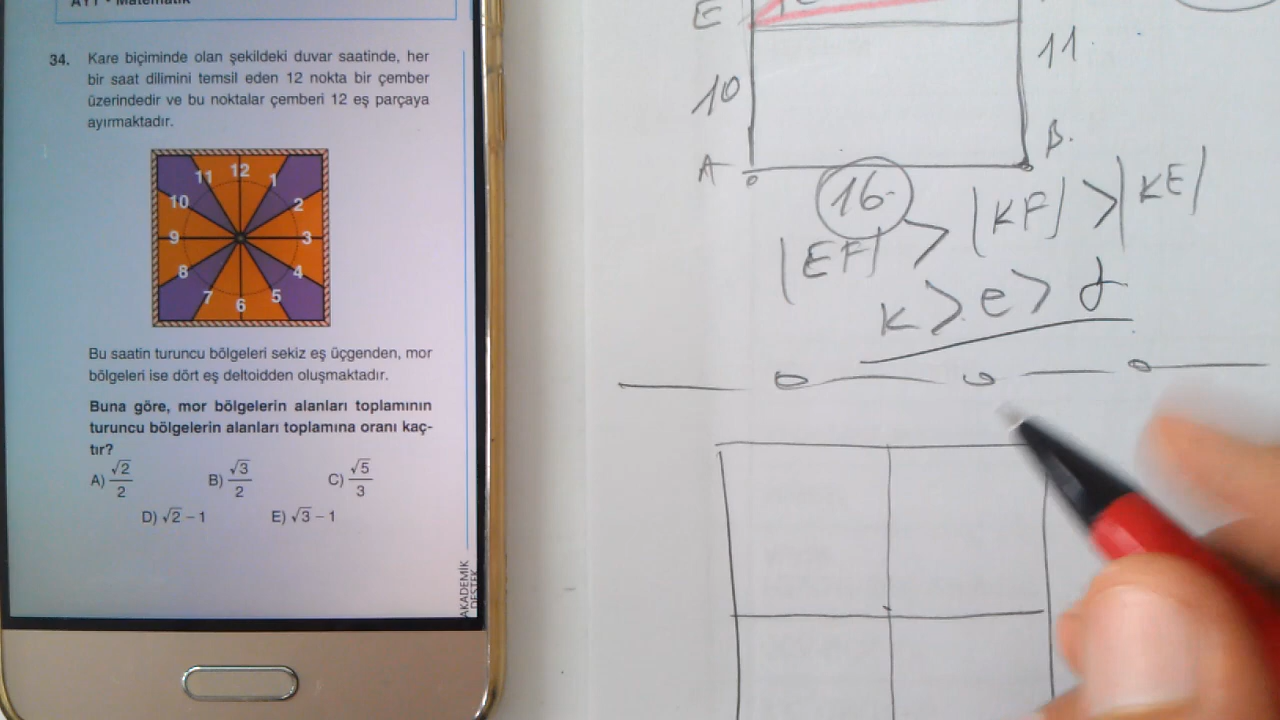 AYT - Matematik
34. Kare biçiminde olan şekildeki duvar saatinde, her
bir saat dilimini temsil eden 12 nokta bir çember
üzerindedir ve bu noktalar çemberi 12 eş parçaya
ayırmaktadır.
12
11 1
10 2
9 3
8 4
7 5
6
Bu saatin turuncu bölgeleri sekiz eş üçgenden, mor
bölgeleri ise dört eş deltoidden oluşmaktadır.
Buna göre, mor bölgelerin alanları toplamının
turuncu bölgelerin alanları toplamına oranı kaç-
tır?
A) √2/2 B) √3/2 C) √5/3
D) √2 – 1 E) √3 – 1
AKADEMİK
DESTEK
E
11
10
A B
16
|EF| > |KF| > |KE|
k > e > f